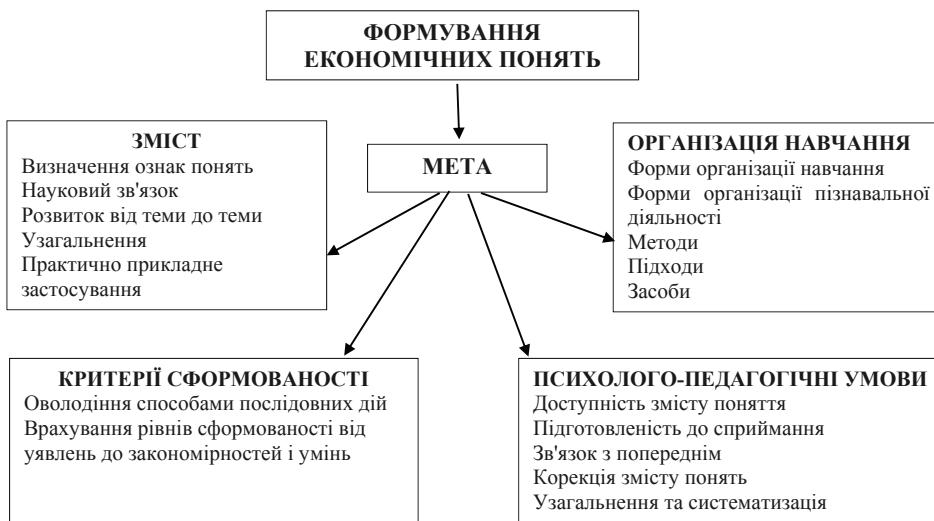 ФОРМУВАННЯ
ЕКОНОМІЧНИХ ПОНЯТЬ
МЕТА
ЗМІСТ
Визначення ознак понять
Науковий зв'язок
Розвиток від теми до теми
Узагальнення
Практично прикладне
застосування
ОРГАНІЗАЦІЯ НАВЧАННЯ
Форми організації навчання
Форми організації пізнавальної
діяльності
Методи
Підходи
Засоби
КРИТЕРІЇ СФОРМОВАНОСТІ
Оволодіння способами послідовних дій
Врахування рівнів сформованості від
уявлень до закономірностей і умінь
ПСИХОЛОГО-ПЕДАГОГІЧНІ УМОВИ
Доступність змісту поняття
Підготовленість до сприймання
Зв'язок з попереднім
Корекція змісту понять
Узагальнення та систематизація